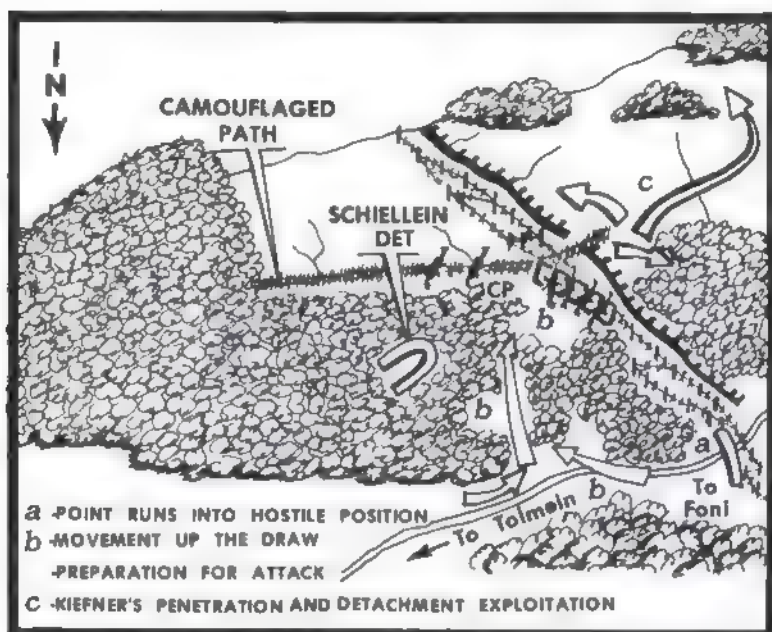 N
CAMOUFLAGED
PATH
SCHIELLEIN
DET
c
CP
b
b
a
b
To
Foni
To Tolmein
a -POINT RUNS INTO HOSTILE POSITION
b -MOVEMENT UP THE DRAW
-PREPARATION FOR ATTACK
c -KIEFNER'S PENETRATION AND DETACHMENT EXPLOITATION